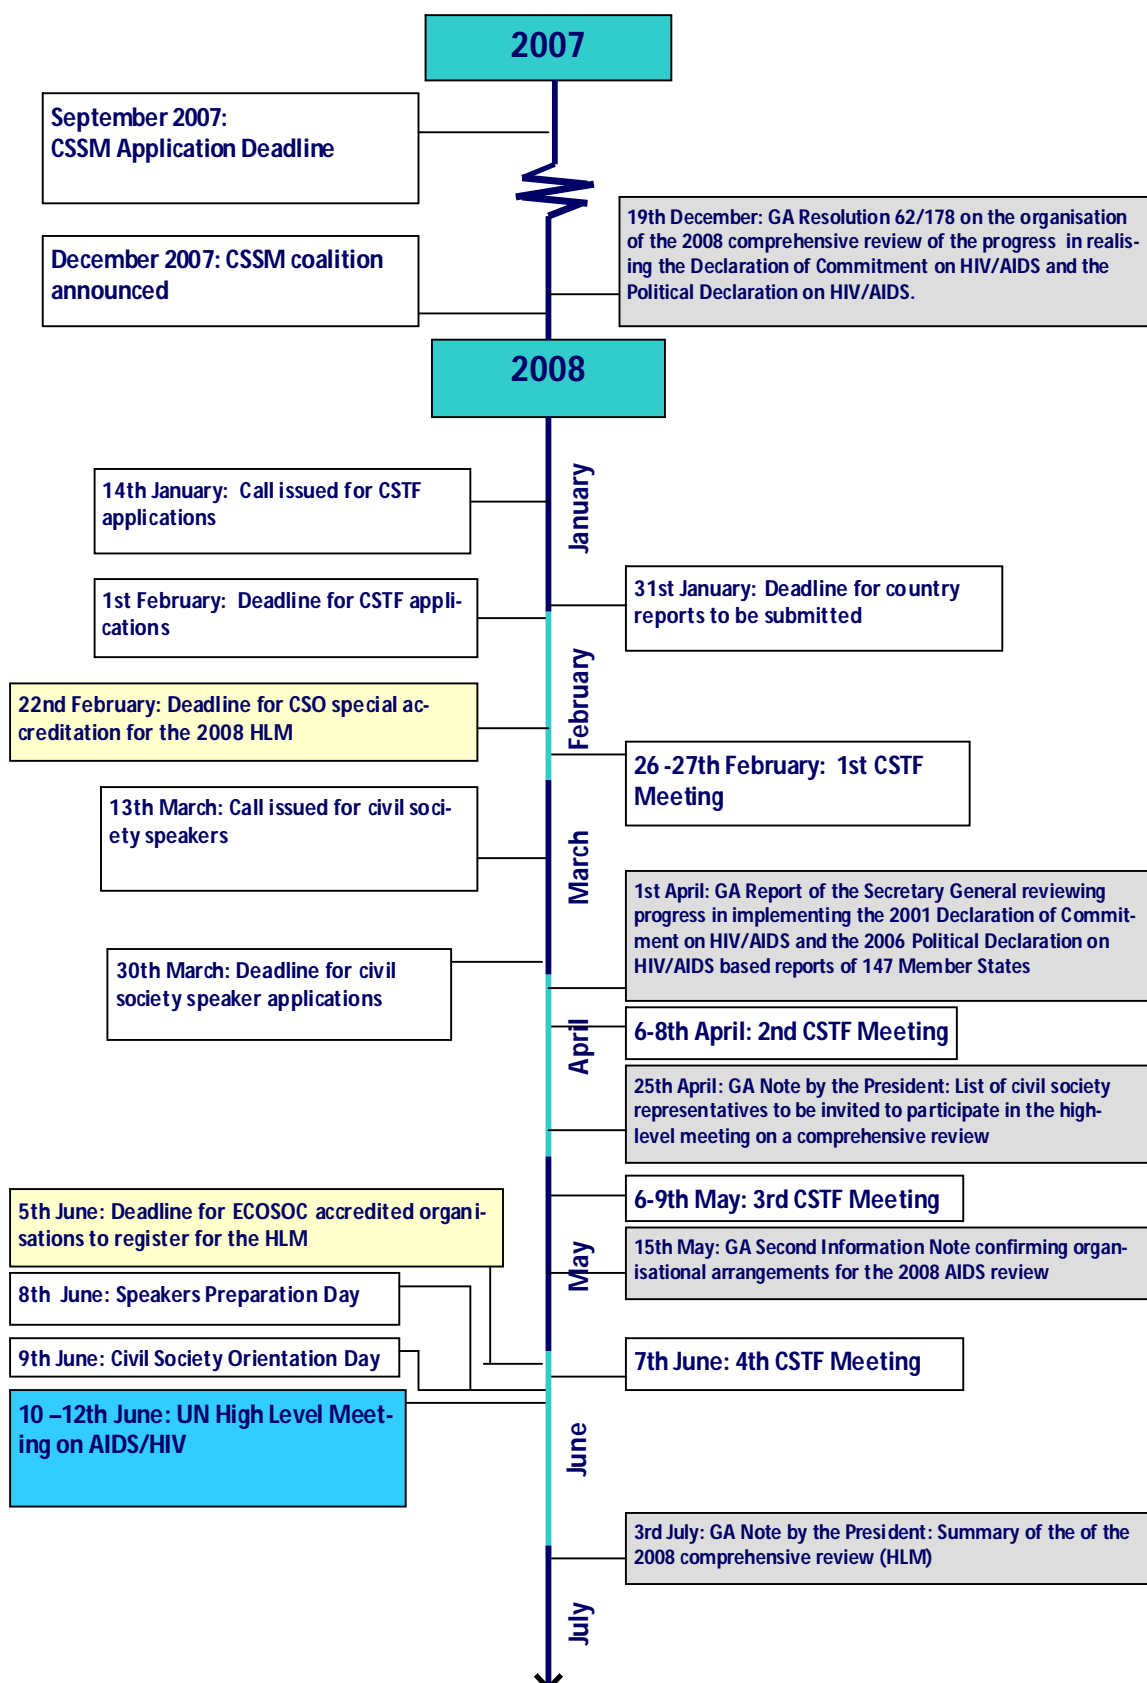 2007
September 2007:
CSSM Application Deadline
19th December: GA Resolution 62/178 on the organisation
of the 2008 comprehensive review of the progress in realis-
ing the Declaration of Commitment on HIV/AIDS and the
Political Declaration on HIV/AIDS.
December 2007: CSSM coalition
announced
2008
January
14th January: Call issued for CSTF
applications
31st January: Deadline for country
reports to be submitted
1st February: Deadline for CSTF appli-
cations
February
22nd February: Deadline for CSO special ac-
creditation for the 2008 HLM
26 -27th February: 1st CSTF
Meeting
13th March: Call issued for civil soci-
ety speakers
March
1st April: GA Report of the Secretary General reviewing
progress in implementing the 2001 Declaration of Commit-
ment on HIV/AIDS and the 2006 Political Declaration on
HIV/AIDS based reports of 147 Member States
30th March: Deadline for civil
society speaker applications
6-8th April: 2nd CSTF Meeting
April
25th April: GA Note by the President: List of civil society
representatives to be invited to participate in the high-
level meeting on a comprehensive review
6-9th May: 3rd CSTF Meeting
5th June: Deadline for ECOSOC accredited organi-
sations to register for the HLM
15th May: GA Second Information Note confirming organ-
isational arrangements for the 2008 AIDS review
May
8th June: Speakers Preparation Day
9th June: Civil Society Orientation Day
7th June: 4th CSTF Meeting
10 –12th June: UN High Level Meet-
ing on AIDS/HIV
June
3rd July: GA Note by the President: Summary of the of the
2008 comprehensive review (HLM)
July